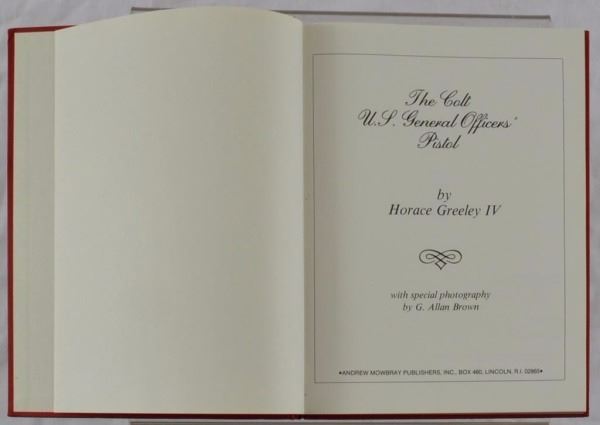 The Colt
U.S. General Officers'
Pistol
by
Horace Greeley IV
with special photography
by G. Allan Brown
•ANDREW MOWBRAY PUBLISHERS, INC., BOX 460, LINCOLN, R.I. 02865•